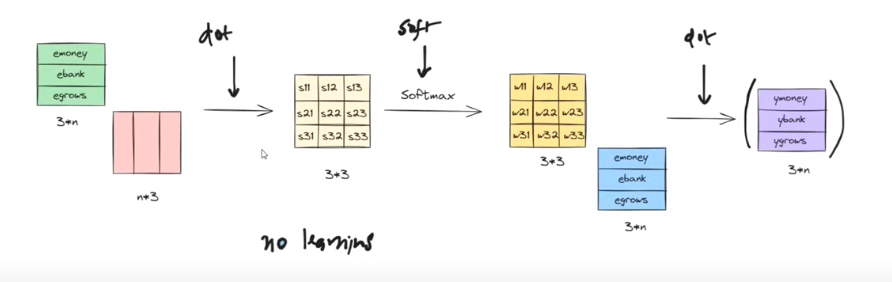 dot
emoney
ebank
egrows
3*n
n*3
s11 s12 s13
s21 s22 s23
s31 s32 s33
3*3
soft
Softmax
w11 w12 w13
w21 w22 w23
w31 w32 w33
3*3
emoney
ebank
egrows
3*n
dot
ymoney
ybank
ygrows
3*n
no learning